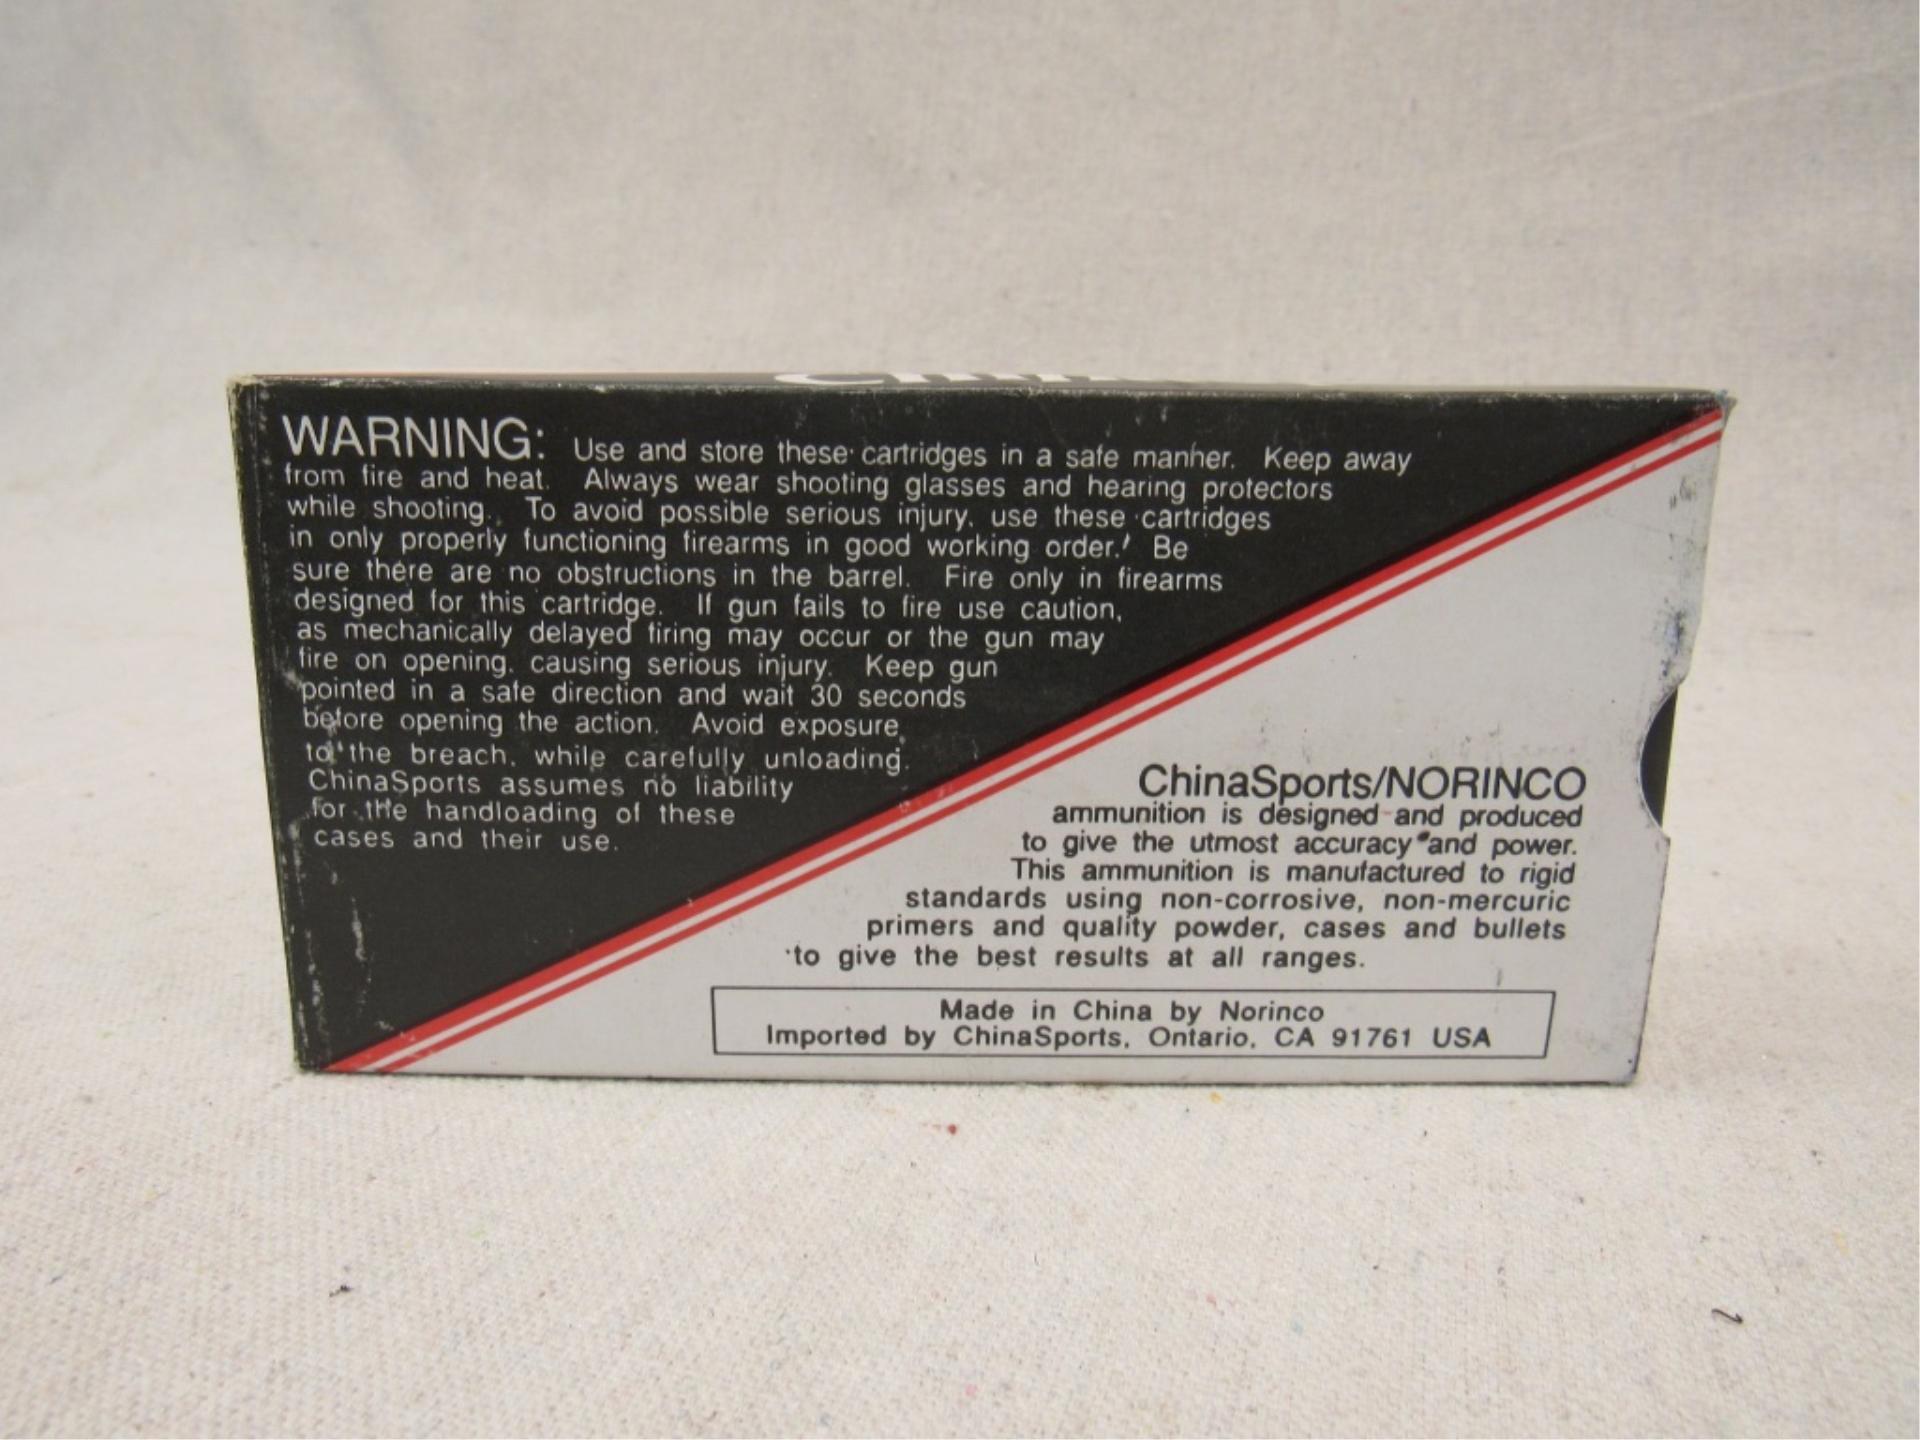 WARNING: Use and store these cartridges in a safe manner. Keep away
from fire and heat. Always wear shooting glasses and hearing protectors
while shooting. To avoid possible serious injury, use these cartridges
in only properly functioning firearms in good working order. Be
sure there are no obstructions in the barrel. Fire only in firearms
designed for this cartridge. If gun fails to fire use caution,
as mechanically delayed firing may occur or the gun may
fire on opening, causing serious injury. Keep gun
pointed in a safe direction and wait 30 seconds
before opening the action. Avoid exposure
to the breach, while carefully unloading.
ChinaSports assumes no liability
for the handloading of these
cases and their use.
ChinaSports/NORINCO
ammunition is designed and produced
to give the utmost accuracy and power.
This ammunition is manufactured to rigid
standards using non-corrosive, non-mercuric
primers and quality powder, cases and bullets
to give the best results at all ranges.
Made in China by Norinco
Imported by ChinaSports, Ontario, CA 91761 USA